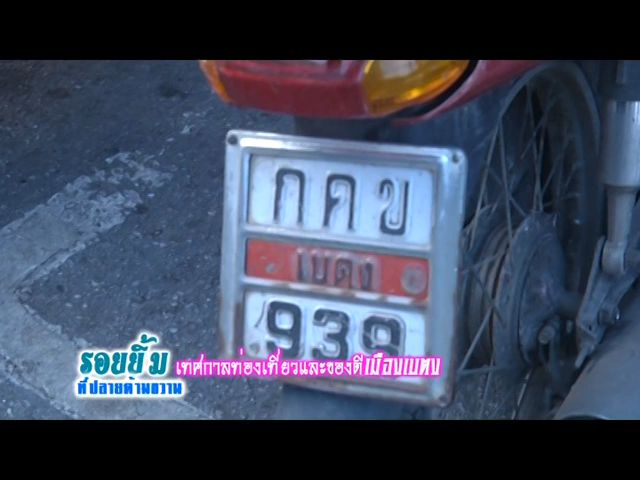 กคข
เบตง
939
รอยยิ้ม
ที่ปลายด้ามขวาน
เทศกาลท่องเที่ยวและของดีเมืองเบตง